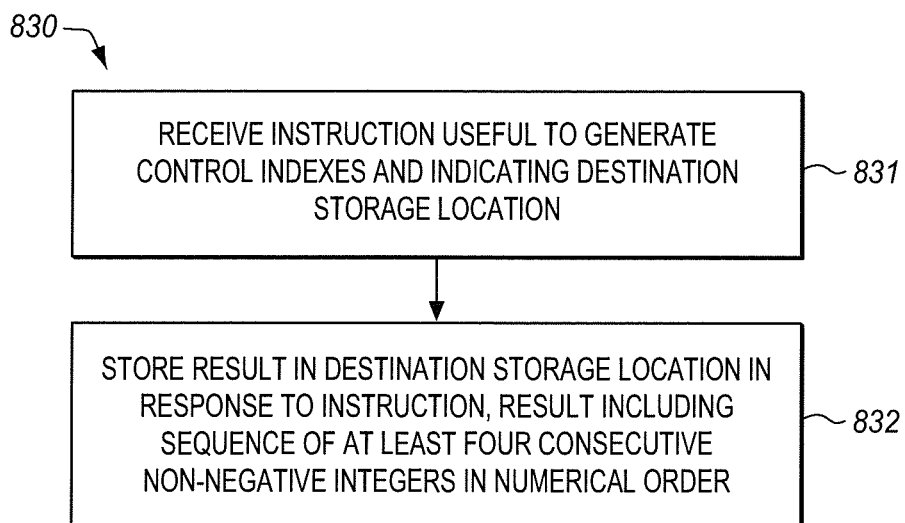 830
RECEIVE INSTRUCTION USEFUL TO GENERATE
CONTROL INDEXES AND INDICATING DESTINATION
STORAGE LOCATION
831
STORE RESULT IN DESTINATION STORAGE LOCATION IN
RESPONSE TO INSTRUCTION, RESULT INCLUDING
SEQUENCE OF AT LEAST FOUR CONSECUTIVE
NON-NEGATIVE INTEGERS IN NUMERICAL ORDER
832